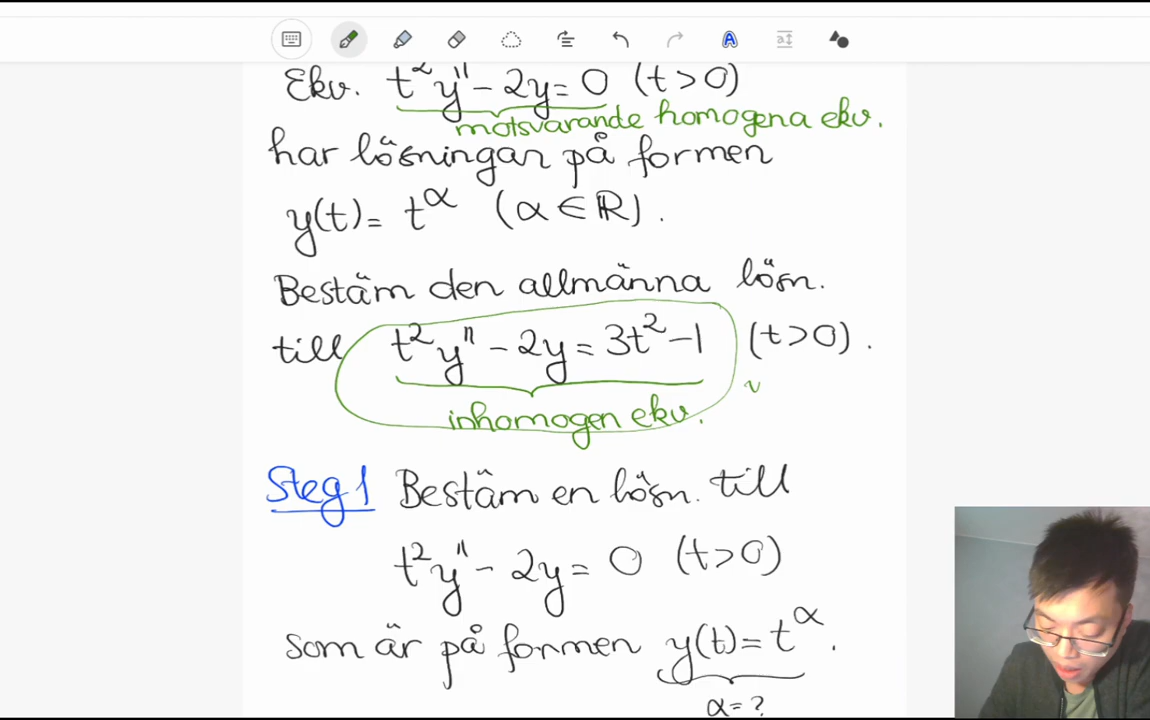 Ekv. t²y" - 2y = 0 (t > 0)
motsvarande homogena ekv.
har lösningar på formen
y(t) = t^α (α ∈ ℝ).
Bestäm den allmänna lösn.
till t²y" - 2y = 3t² - 1 (t > 0).
inhomogen ekv.
Steg 1 Bestäm en lösn. till
t²y" - 2y = 0 (t > 0)
som är på formen y(t) = t^α.
α = ?